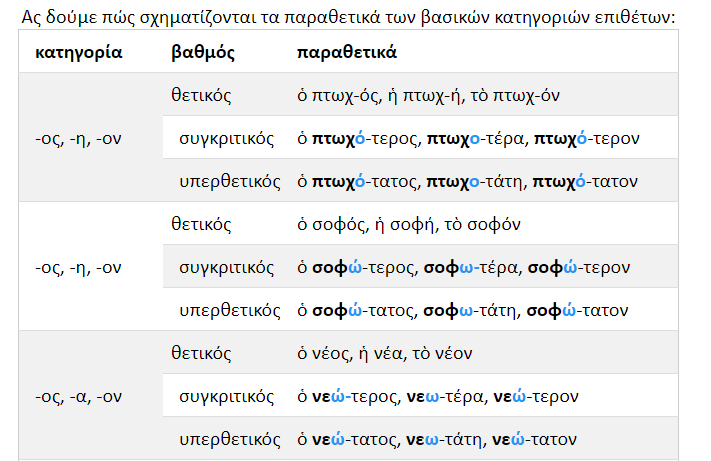 Ας δούμε πώς σχηματίζονται τα παραθετικά των βασικών κατηγοριών επιθέτων:
κατηγορία βαθμός παραθετικά
θετικός ὁ πτωχ-ός, ἡ πτωχ-ή, τὸ πτωχ-όν
-ος, -η, -ον συγκριτικός ὁ πτωχό-τερος, πτωχο-τέρα, πτωχό-τερον
υπερθετικός ὁ πτωχό-τατος, πτωχο-τάτη, πτωχό-τατον
θετικός ὁ σοφός, ἡ σοφή, τὸ σοφόν
-ος, -η, -ον συγκριτικός ὁ σοφώ-τερος, σοφω-τέρα, σοφώ-τερον
υπερθετικός ὁ σοφώ-τατος, σοφω-τάτη, σοφώ-τατον
θετικός ὁ νέος, ἡ νέα, τὸ νέον
-ος, -α, -ον συγκριτικός ὁ νεώ-τερος, νεω-τέρα, νεώ-τερον
υπερθετικός ὁ νεώ-τατος, νεω-τάτη, νεώ-τατον